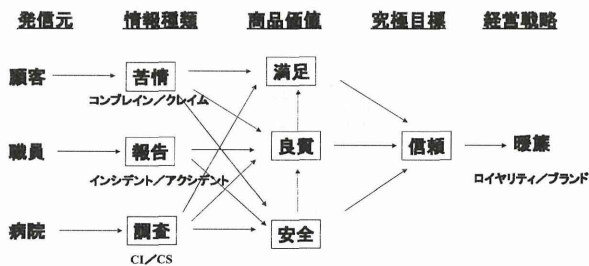 発信元 情報種類 商品価値 究極目標 経営戦略
顧客 苦情 満足
コンプレイン／クレイム
職員 報告 良質 信頼 暖簾
インシデント／アクシデント ロイヤリティ／ブランド
病院 調査 安全
CI／CS